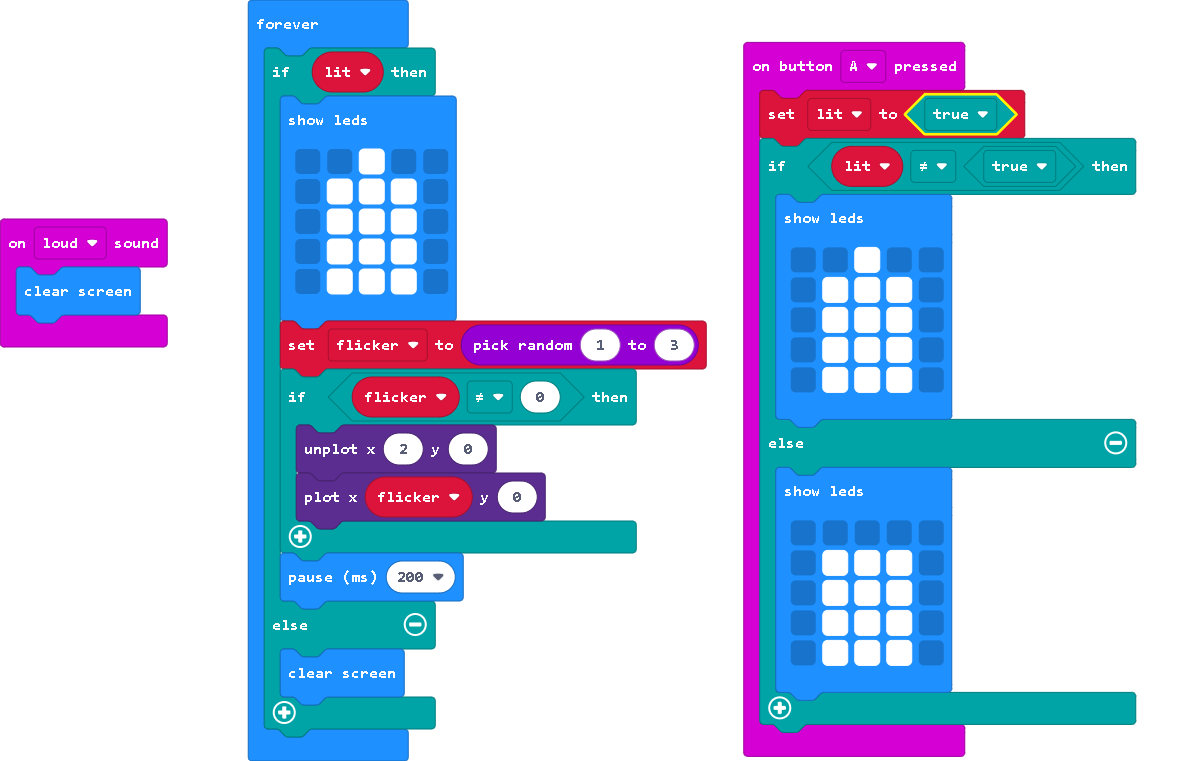 on loud sound
clear screen
forever
if lit then
show leds
set flicker to pick random 1 to 3
if flicker ≠ 0 then
unplot x 2 y 0
plot x flicker y 0
pause (ms) 200
else
clear screen
on button A pressed
set lit to true
if lit ≠ true then
show leds
else
show leds